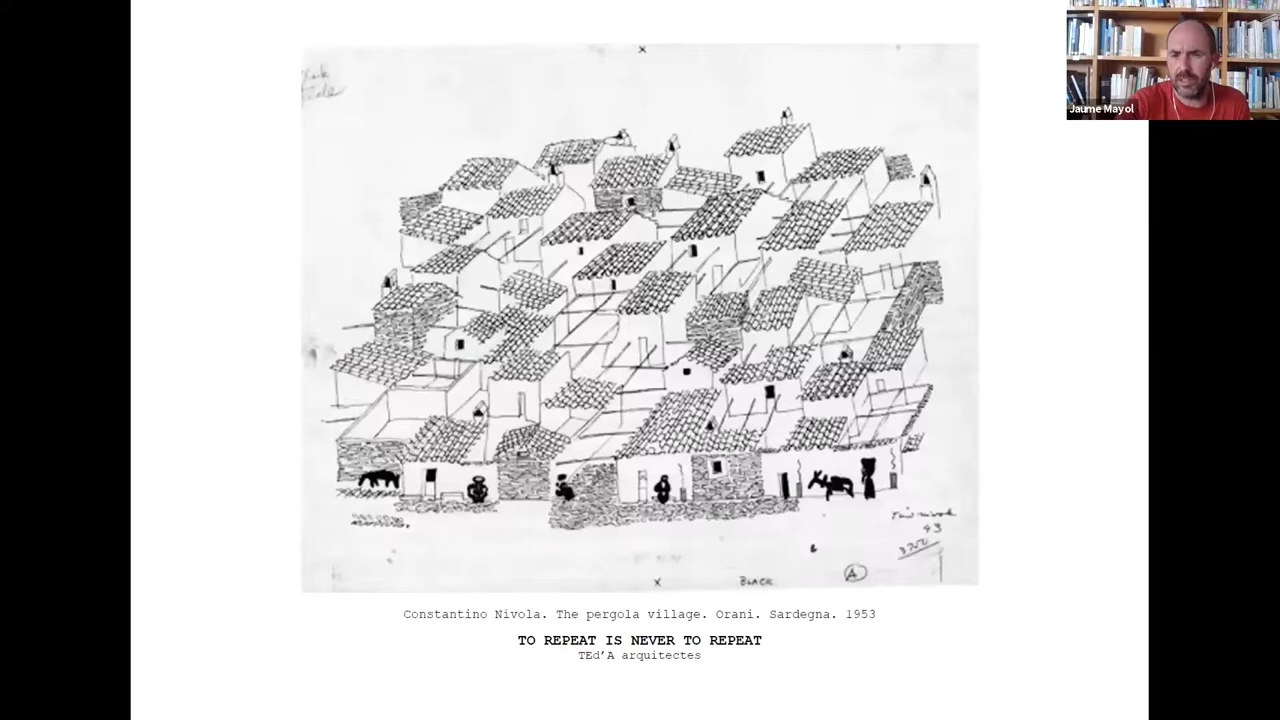 Jaume Mayol
43
BLACK
A
Constantino Nivola. The pergola village. Orani. Sardegna. 1953
TO REPEAT IS NEVER TO REPEAT
TEd'A arquitectes